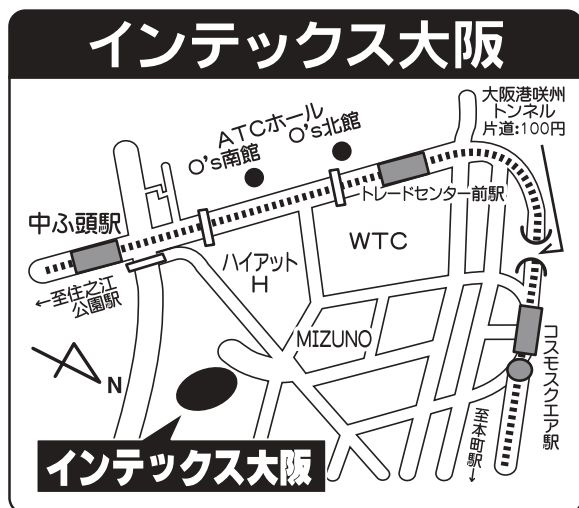 インテックス大阪
大阪港咲州
トンネル
片道:100円
ATCホール
O's南館
O's北館
トレードセンター前駅
中ふ頭駅
WTC
ハイアット
H
←至住之江
公園駅
MIZUNO
コスモスクエア駅
N
至本町駅→
インテックス大阪